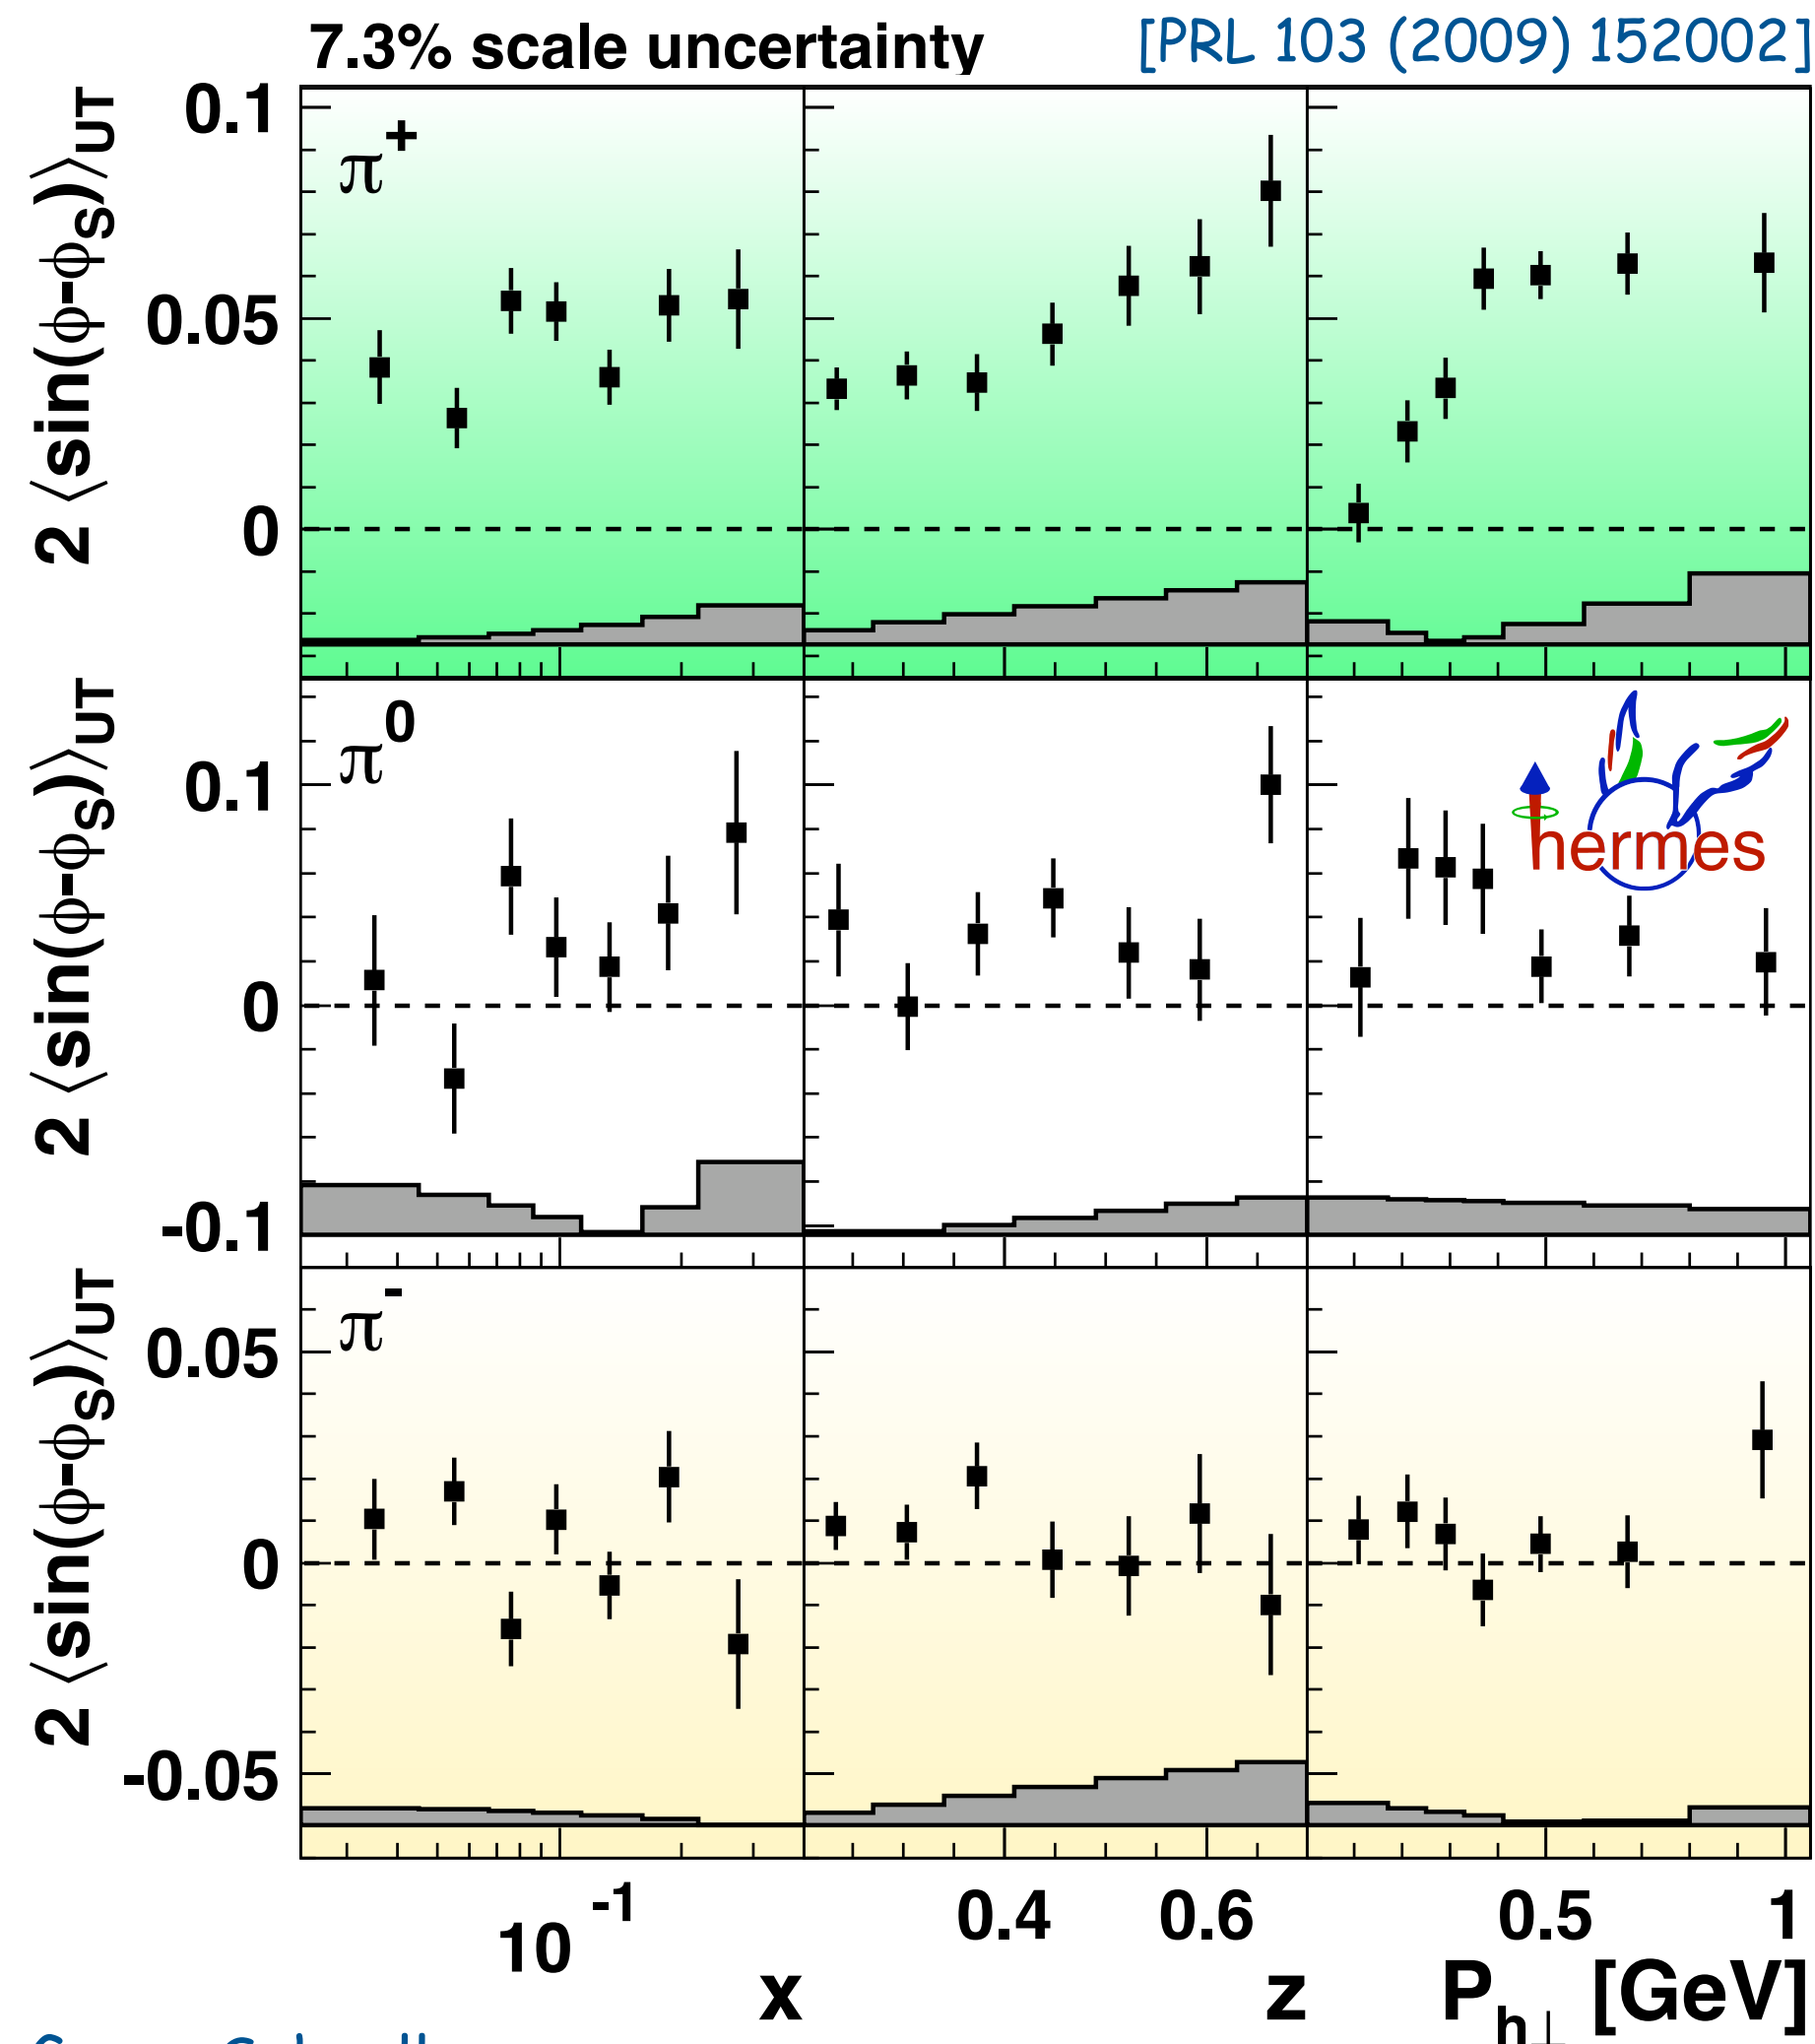 7.3% scale uncertainty [PRL 103 (2009) 152002]
2 ⟨sin(ϕ-ϕS)⟩UT
0.1
0.05
0
π+
2 ⟨sin(ϕ-ϕS)⟩UT
0.1
0
-0.1
π0
hermes
2 ⟨sin(ϕ-ϕS)⟩UT
0.05
0
-0.05
π-
10-1 0.4 0.6 0.5 1
x z Ph⊥ [GeV]